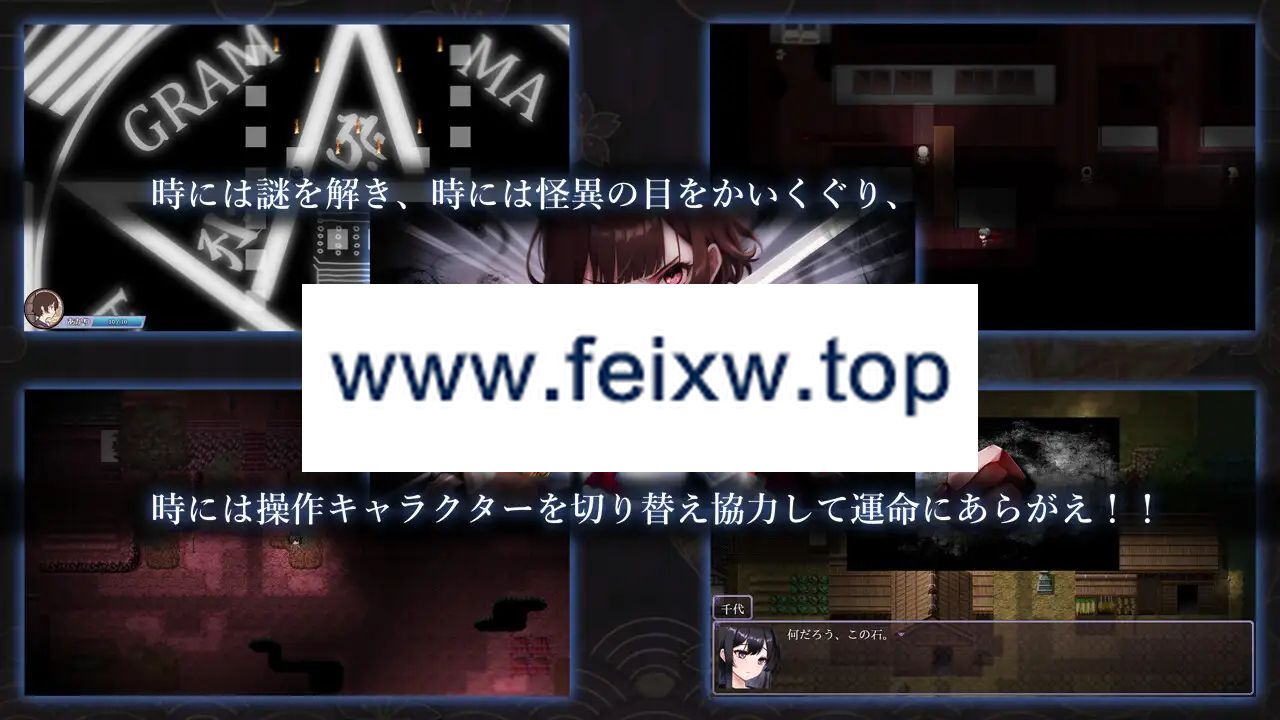 GRAM
MA
時には謎を解き、時には怪異の目をかいくぐり、
www.feixw.top
時には操作キャラクターを切り替え協力して運命にあらがえ！！
千代
何だろう、この石。